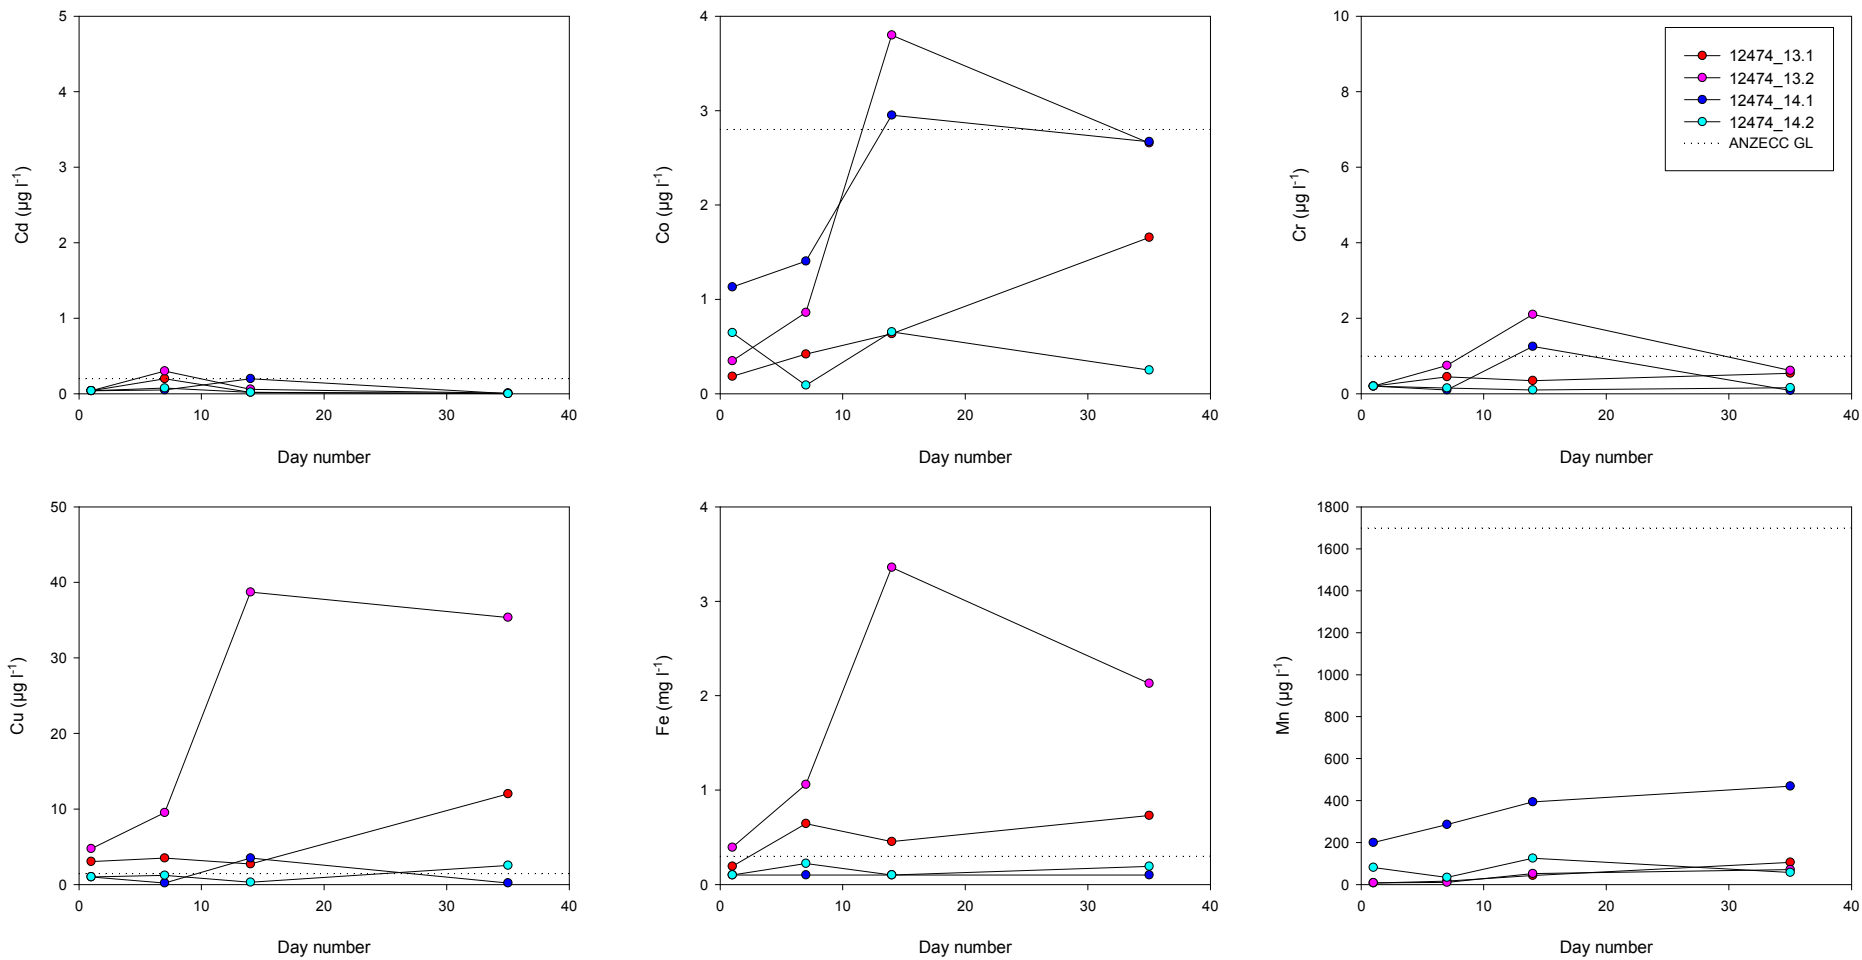 5
4
3
2
1
0
0 10 20 30 40
Cd (µg l⁻¹)
Day number
4
3
2
1
0
0 10 20 30 40
Co (µg l⁻¹)
Day number
10
8
6
4
2
0
0 10 20 30 40
Cr (µg l⁻¹)
Day number
12474_13.1
12474_13.2
12474_14.1
12474_14.2
ANZECC GL
50
40
30
20
10
0
0 10 20 30 40
Cu (µg l⁻¹)
Day number
4
3
2
1
0
0 10 20 30 40
Fe (mg l⁻¹)
Day number
1800
1600
1400
1200
1000
800
600
400
200
0
0 10 20 30 40
Mn (µg l⁻¹)
Day number